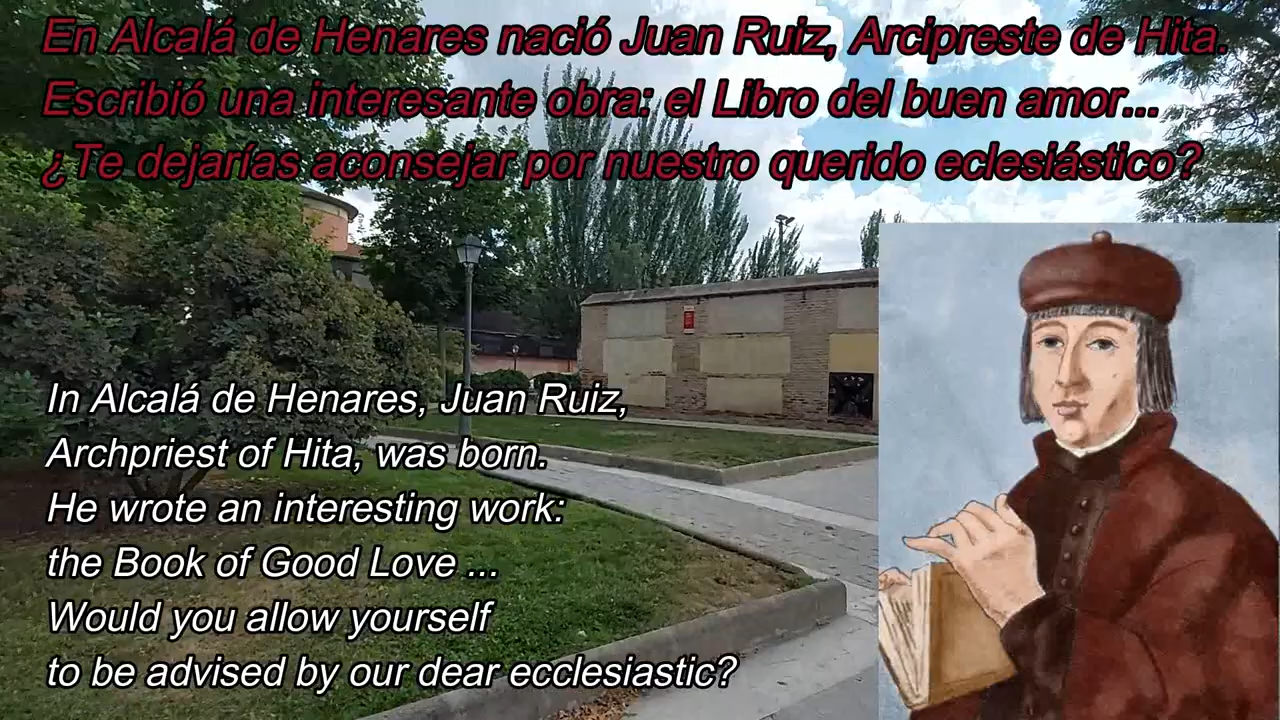 En Alcalá de Henares nació Juan Ruiz, Arcipreste de Hita.
Escribió una interesante obra: el Libro del buen amor...
¿Te dejarías aconsejar por nuestro querido eclesiástico?
In Alcalá de Henares, Juan Ruiz,
Archpriest of Hita, was born.
He wrote an interesting work:
the Book of Good Love ...
Would you allow yourself
to be advised by our dear ecclesiastic?